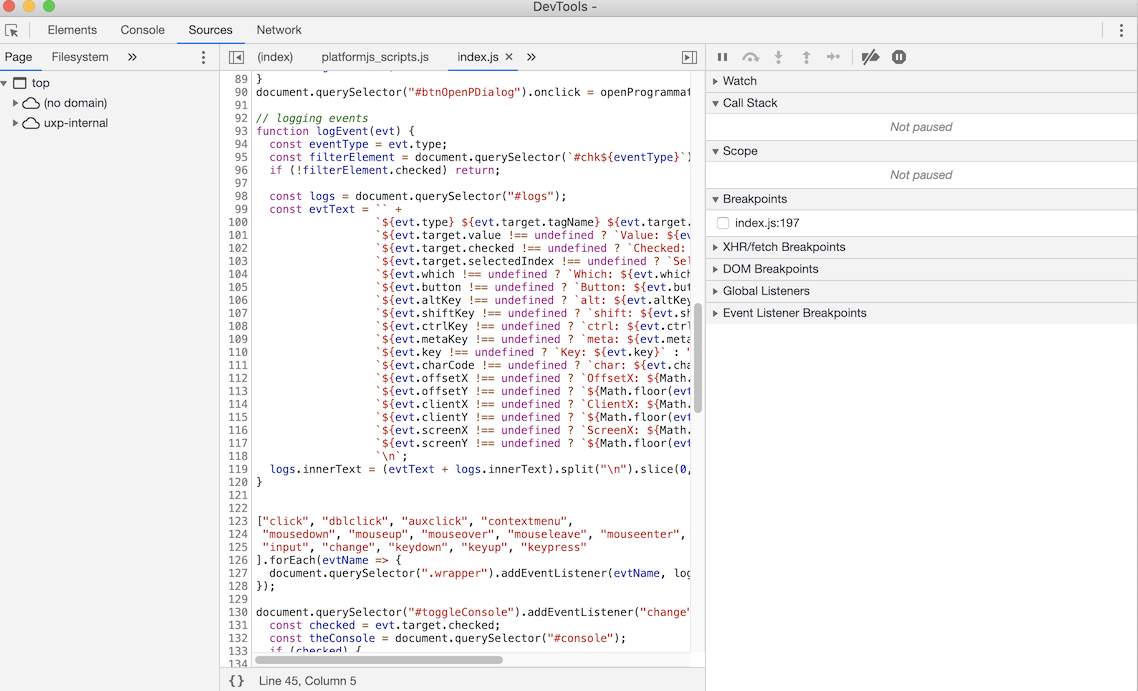 DevTools -
Elements Console Sources Network
Page Filesystem »
top
(no domain)
uxp-internal
(index) platformjs_scripts.js index.js × »
89 }
90 document.querySelector("#btnOpenPDialog").onclick = openProgrammat
91
92 // logging events
93 function logEvent(evt) {
94 const eventType = evt.type;
95 const filterElement = document.querySelector(`#chk${eventType}`)
96 if (!filterElement.checked) return;
97
98 const logs = document.querySelector("#logs");
99 const evtText = `` +
100 `${evt.type} ${evt.target.tagName} ${evt.target.
101 `${evt.target.value !== undefined ? `Value: ${ev
102 `${evt.target.checked !== undefined ? `Checked:
103 `${evt.target.selectedIndex !== undefined ? `Sel
104 `${evt.which !== undefined ? `Which: ${evt.which
105 `${evt.button !== undefined ? `Button: ${evt.but
106 `${evt.altKey !== undefined ? `alt: ${evt.altKey
107 `${evt.shiftKey !== undefined ? `shift: ${evt.sh
108 `${evt.ctrlKey !== undefined ? `ctrl: ${evt.ctrl
109 `${evt.metaKey !== undefined ? `meta: ${evt.meta
110 `${evt.key !== undefined ? `Key: ${evt.key}` : "
111 `${evt.charCode !== undefined ? `char: ${evt.cha
112 `${evt.offsetX !== undefined ? `OffsetX: ${Math.
113 `${evt.offsetY !== undefined ? `${Math.floor(evt
114 `${evt.clientX !== undefined ? `ClientX: ${Math.
115 `${evt.clientY !== undefined ? `${Math.floor(evt
116 `${evt.screenX !== undefined ? `ScreenX: ${Math.
117 `${evt.screenY !== undefined ? `${Math.floor(evt
118 `\n`;
119 logs.innerText = (evtText + logs.innerText).split("\n").slice(0,
120 }
121
122
123 ["click", "dblclick", "auxclick", "contextmenu",
124 "mousedown", "mouseup", "mouseover", "mouseleave", "mouseenter",
125 "input", "change", "keydown", "keyup", "keypress"
126 ].forEach(evtName => {
127 document.querySelector(".wrapper").addEventListener(evtName, log
128 });
129
130 document.querySelector("#toggleConsole").addEventListener("change"
131 const checked = evt.target.checked;
132 const theConsole = document.querySelector("#console");
133 if (checked) {
134
{} Line 45, Column 5
Watch
Call Stack
Not paused
Scope
Not paused
Breakpoints
index.js:197
XHR/fetch Breakpoints
DOM Breakpoints
Global Listeners
Event Listener Breakpoints